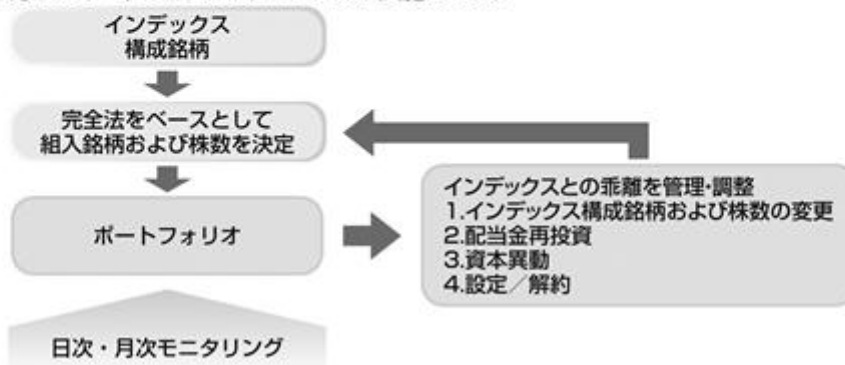 インデックス
構成銘柄
完全法をベースとして
組入銘柄および株数を決定
ポートフォリオ
インデックスとの乖離を管理・調整
1.インデックス構成銘柄および株数の変更
2.配当金再投資
3.資本異動
4.設定／解約
日次・月次モニタリング